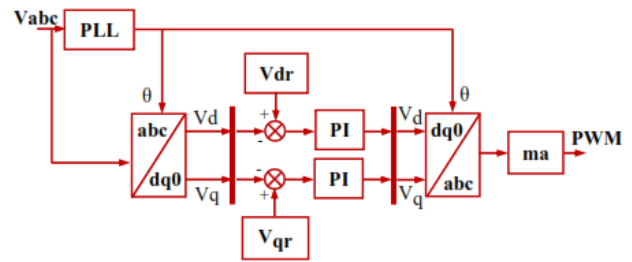 Vabc
PLL
Vdr
θ
θ
abc
dq0
Vd
Vq
+
-
-
+
PI
PI
Vqr
Vd
Vq
dq0
abc
ma
PWM